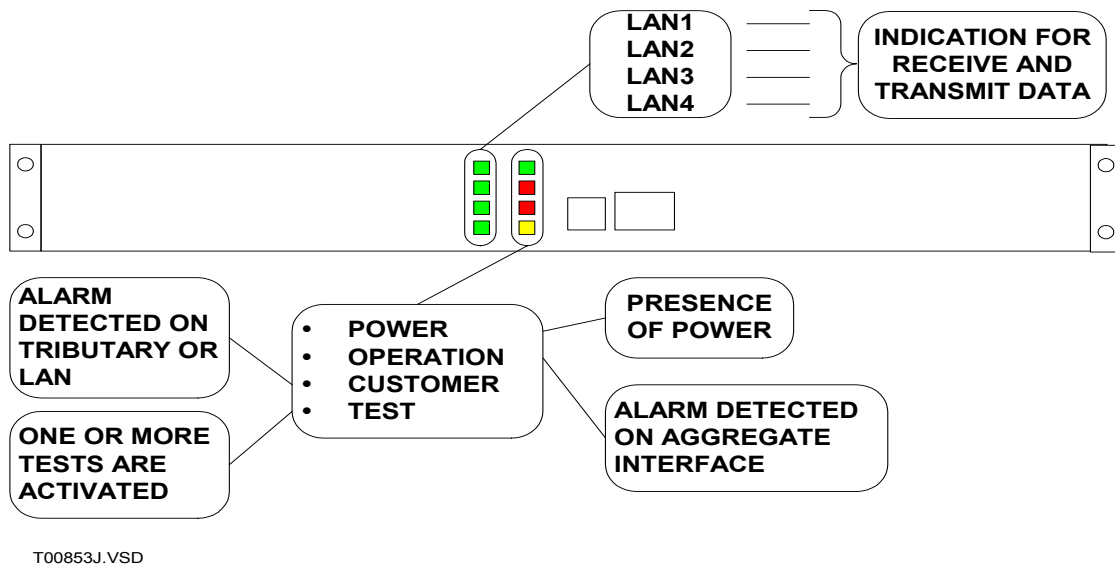 LAN1
LAN2
LAN3
LAN4
INDICATION FOR
RECEIVE AND
TRANSMIT DATA
ALARM
DETECTED ON
TRIBUTARY OR
LAN
• POWER
• OPERATION
• CUSTOMER
• TEST
PRESENCE
OF POWER
ONE OR MORE
TESTS ARE
ACTIVATED
ALARM DETECTED
ON AGGREGATE
INTERFACE
T00853J.VSD